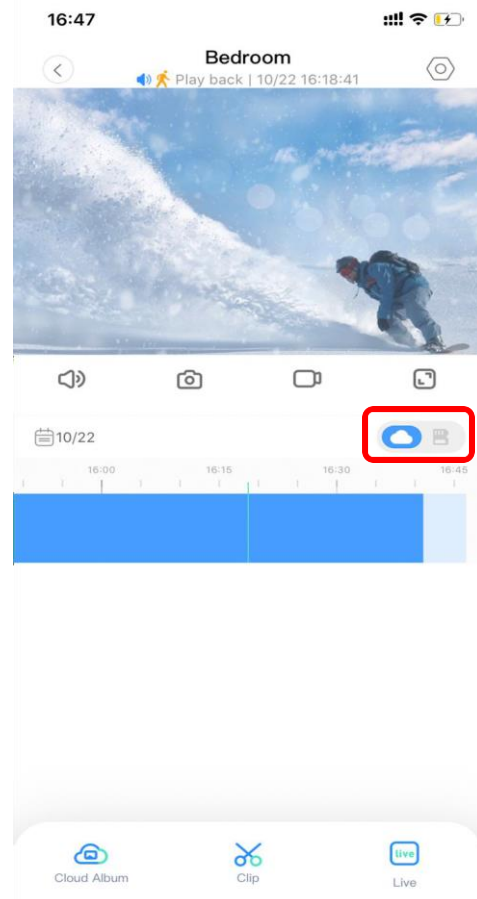 16:47
Bedroom
Play back | 10/22 16:18:41
10/22
16:00 16:15 16:30 16:45
live
Cloud Album Clip Live